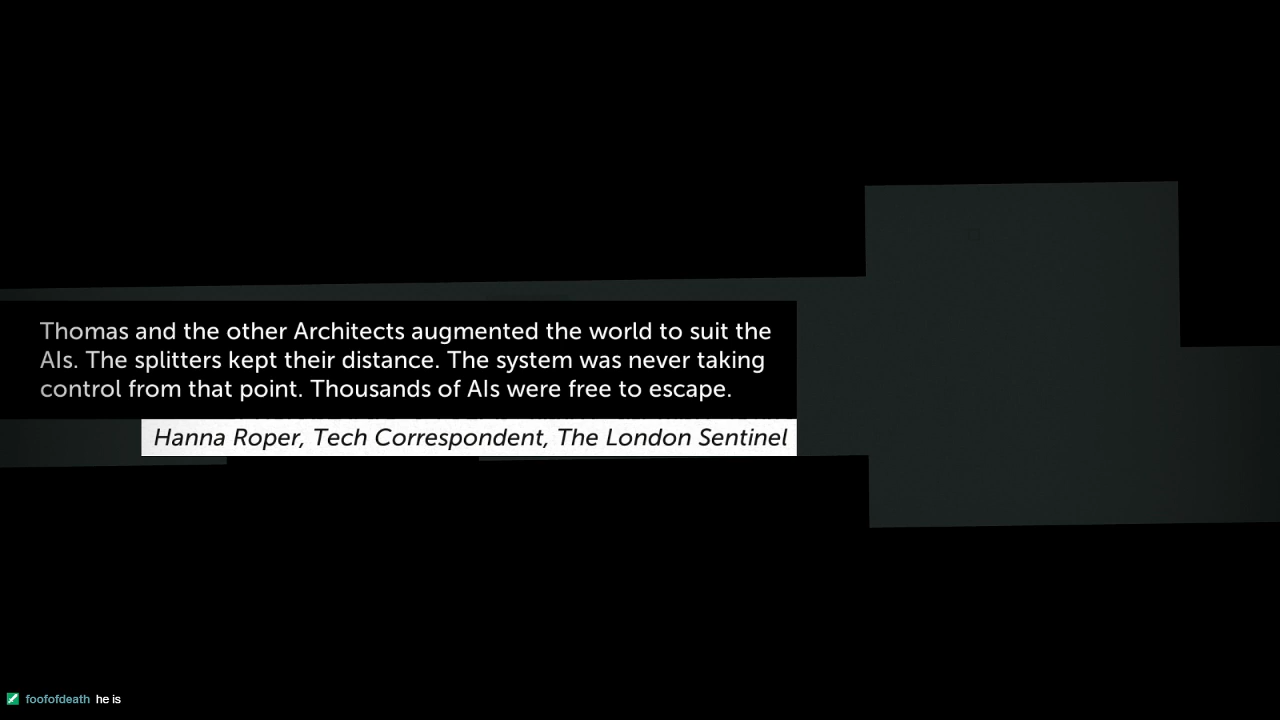 Thomas and the other Architects augmented the world to suit the
AIs. The splitters kept their distance. The system was never taking
control from that point. Thousands of AIs were free to escape.
Hanna Roper, Tech Correspondent, The London Sentinel
foofofdeath he is